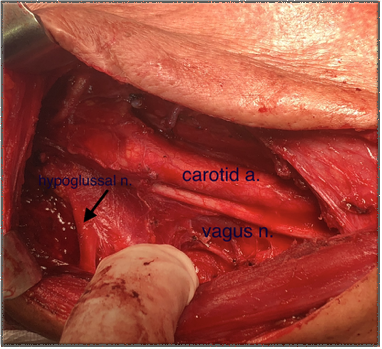 carotid a.
hypoglussal n.
vagus n.